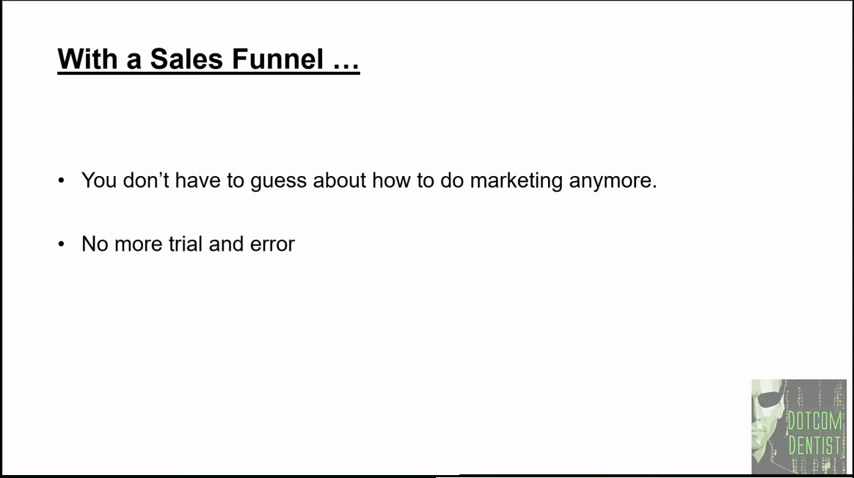 With a Sales Funnel …
• You don’t have to guess about how to do marketing anymore.
• No more trial and error
DOTCOM
DENTIST